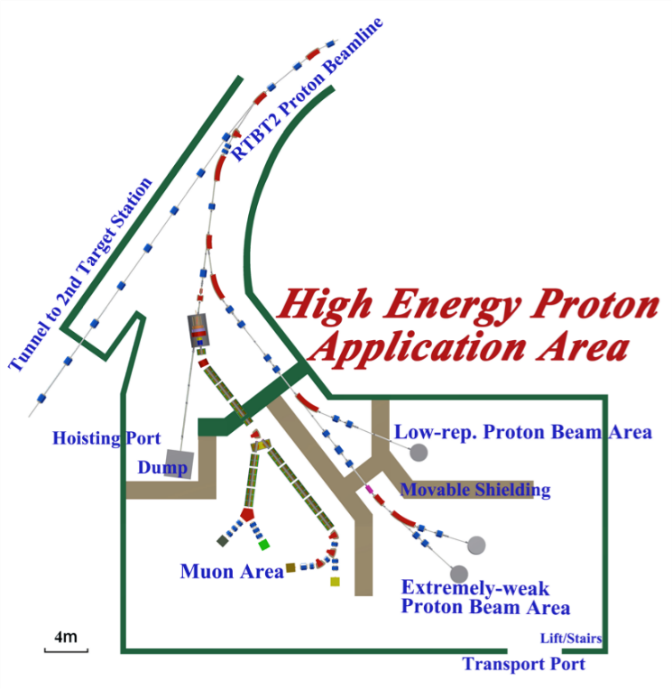 RTBT2 Proton Beamline
Tunnel to 2nd Target Station
High Energy Proton
Application Area
Hoisting Port
Dump
Low-rep. Proton Beam Area
Movable Shielding
Muon Area
Extremely-weak
Proton Beam Area
4m
Lift/Stairs
Transport Port